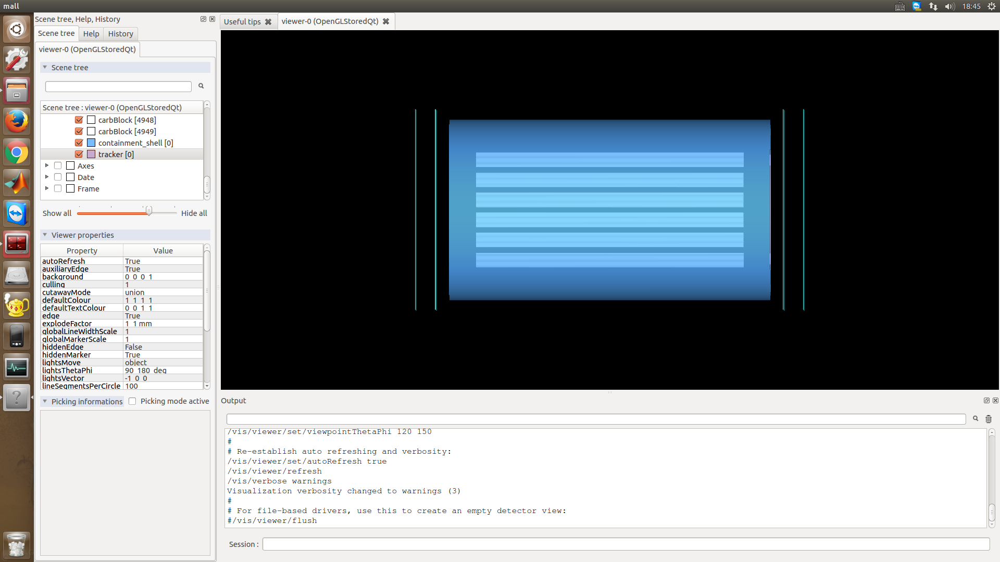 mall
18:45
Scene tree, Help, History
Scene tree
Help
History
viewer-0 (OpenGLStoredQt)
Scene tree
Scene tree : viewer-0 (OpenGLStoredQt)
carbBlock [4948]
carbBlock [4949]
containment_shell [0]
tracker [0]
Axes
Date
Frame
Show all
Hide all
Viewer properties
Property Value
autoRefresh True
auxiliaryEdge True
background 0 0 0 1
culling 1
cutawayMode union
defaultColour 1 1 1 1
defaultTextColour 0 0 1 1
edge True
explodeFactor 1 1 mm
globalLineWidthScale 1
globalMarkerScale 1
hiddenEdge False
hiddenMarker True
lightsMove object
lightsThetaPhi 90 180 deg
lightsVector -1 0 0
lineSegmentsPerCircle 100
Picking informations
Picking mode active
Useful tips
viewer-0 (OpenGLStoredQt)
Output
/vis/viewer/set/viewpointThetaPhi 120 150
#
# Re-establish auto refreshing and verbosity:
/vis/viewer/set/autoRefresh true
/vis/viewer/refresh
/vis/verbose warnings
Visualization verbosity changed to warnings (3)
#
# For file-based drivers, use this to create an empty detector view:
#/vis/viewer/flush
Session :